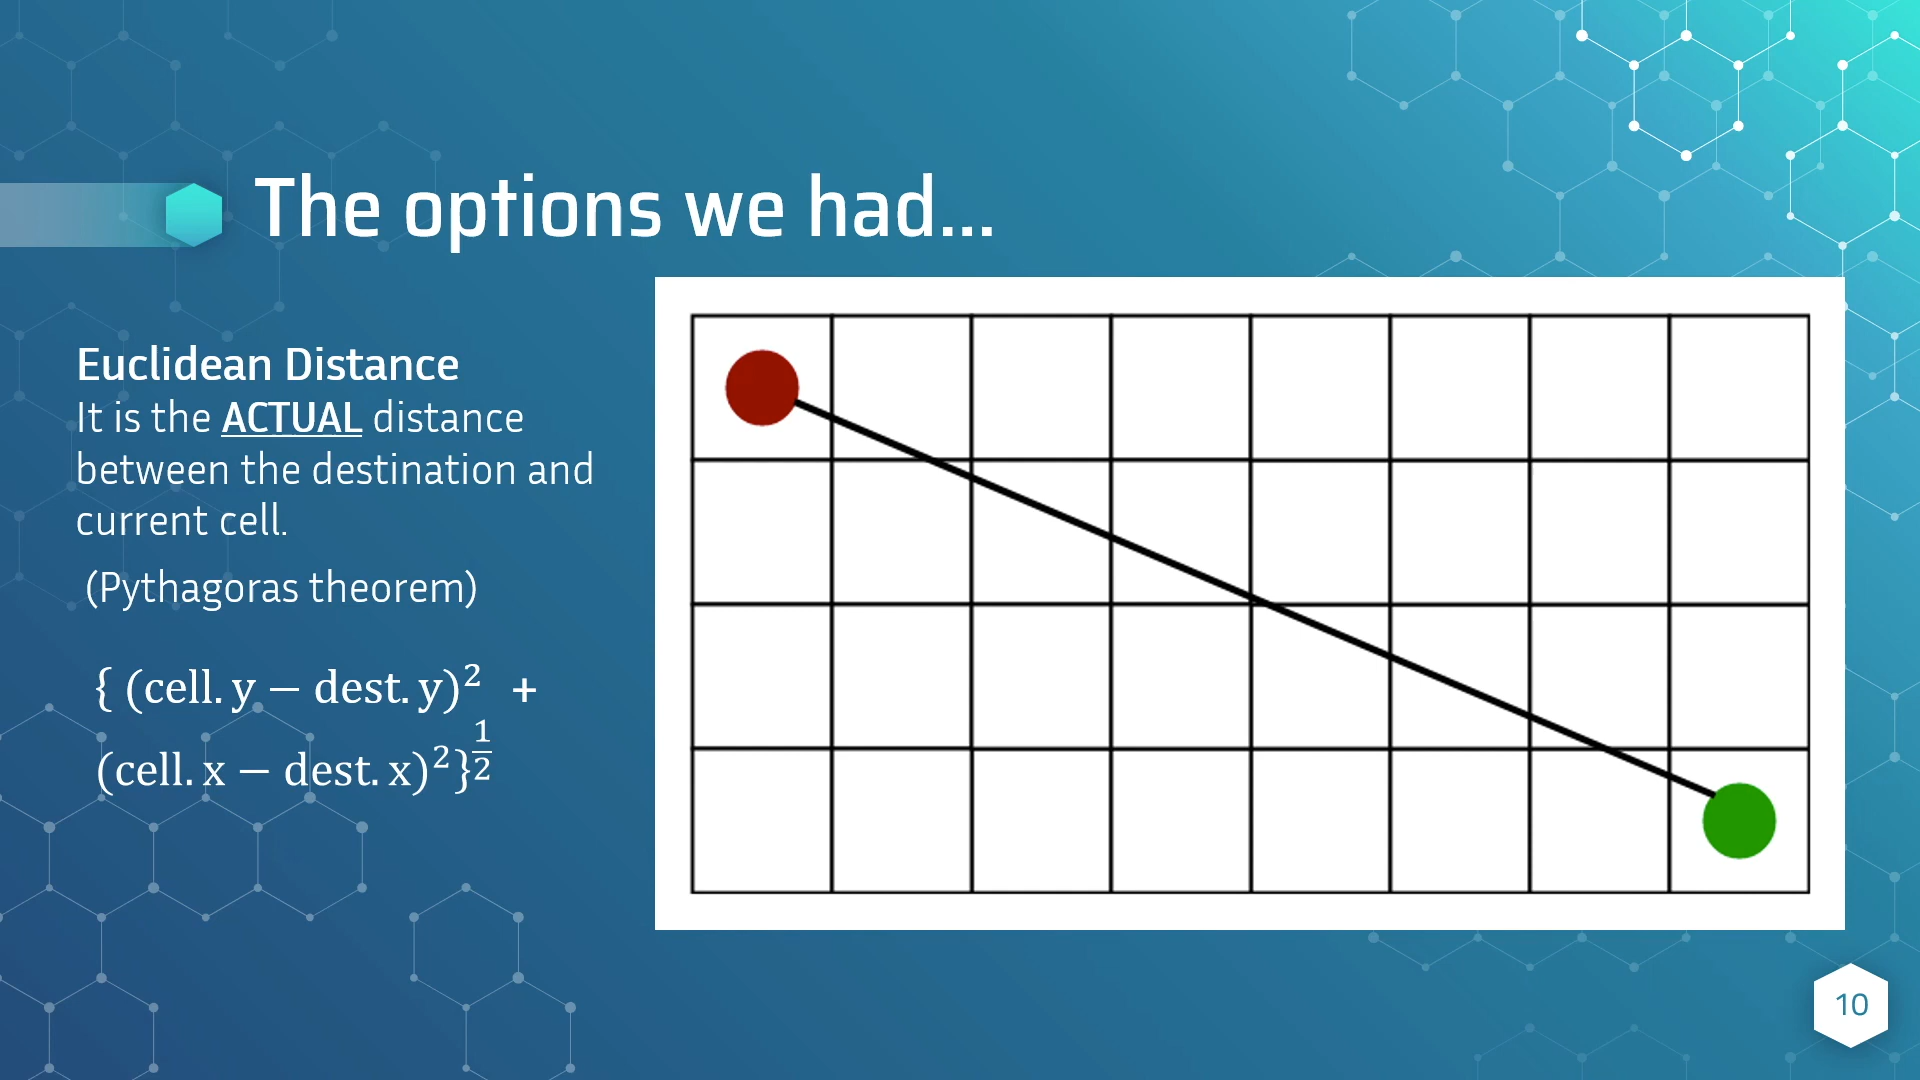 The options we had...
Euclidean Distance
It is the ACTUAL distance
between the destination and
current cell.
(Pythagoras theorem)
{ (cell. y − dest. y)² +
(cell. x − dest. x)²}^(1/2)
10